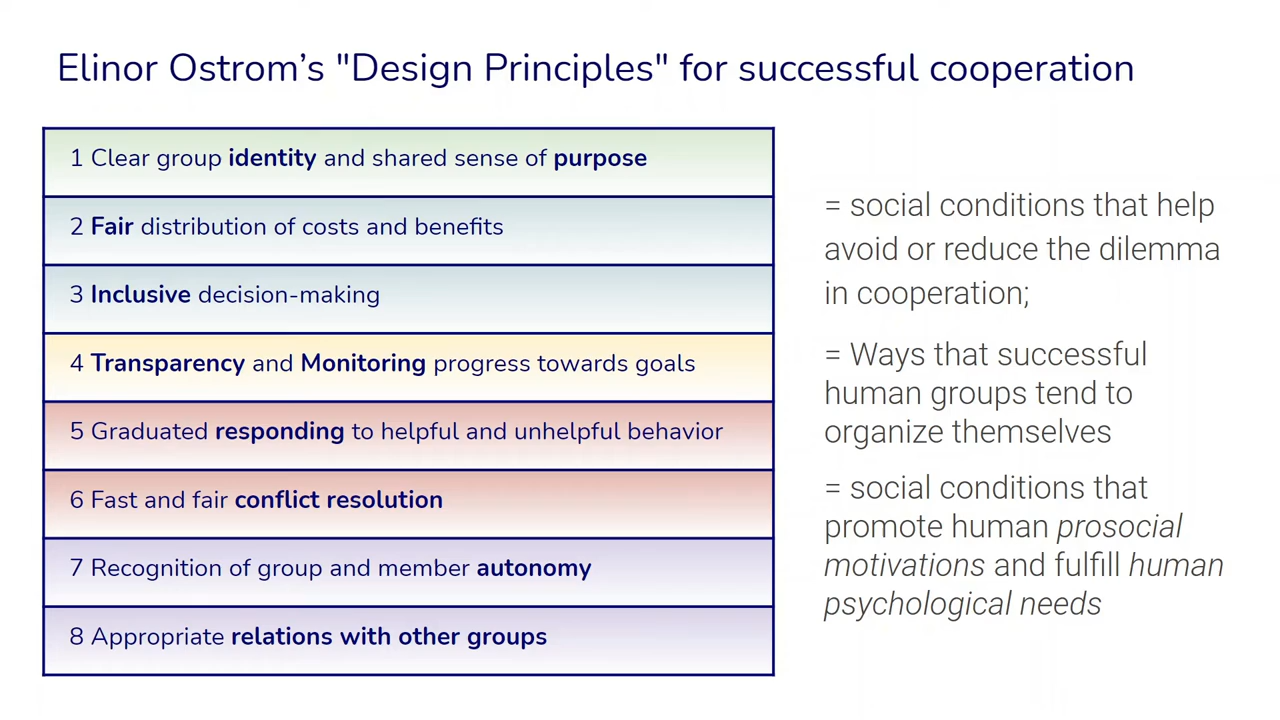 Elinor Ostrom’s "Design Principles" for successful cooperation
1 Clear group identity and shared sense of purpose
2 Fair distribution of costs and benefits
3 Inclusive decision-making
4 Transparency and Monitoring progress towards goals
5 Graduated responding to helpful and unhelpful behavior
6 Fast and fair conflict resolution
7 Recognition of group and member autonomy
8 Appropriate relations with other groups
= social conditions that help
avoid or reduce the dilemma
in cooperation;
= Ways that successful
human groups tend to
organize themselves
= social conditions that
promote human prosocial
motivations and fulfill human
psychological needs